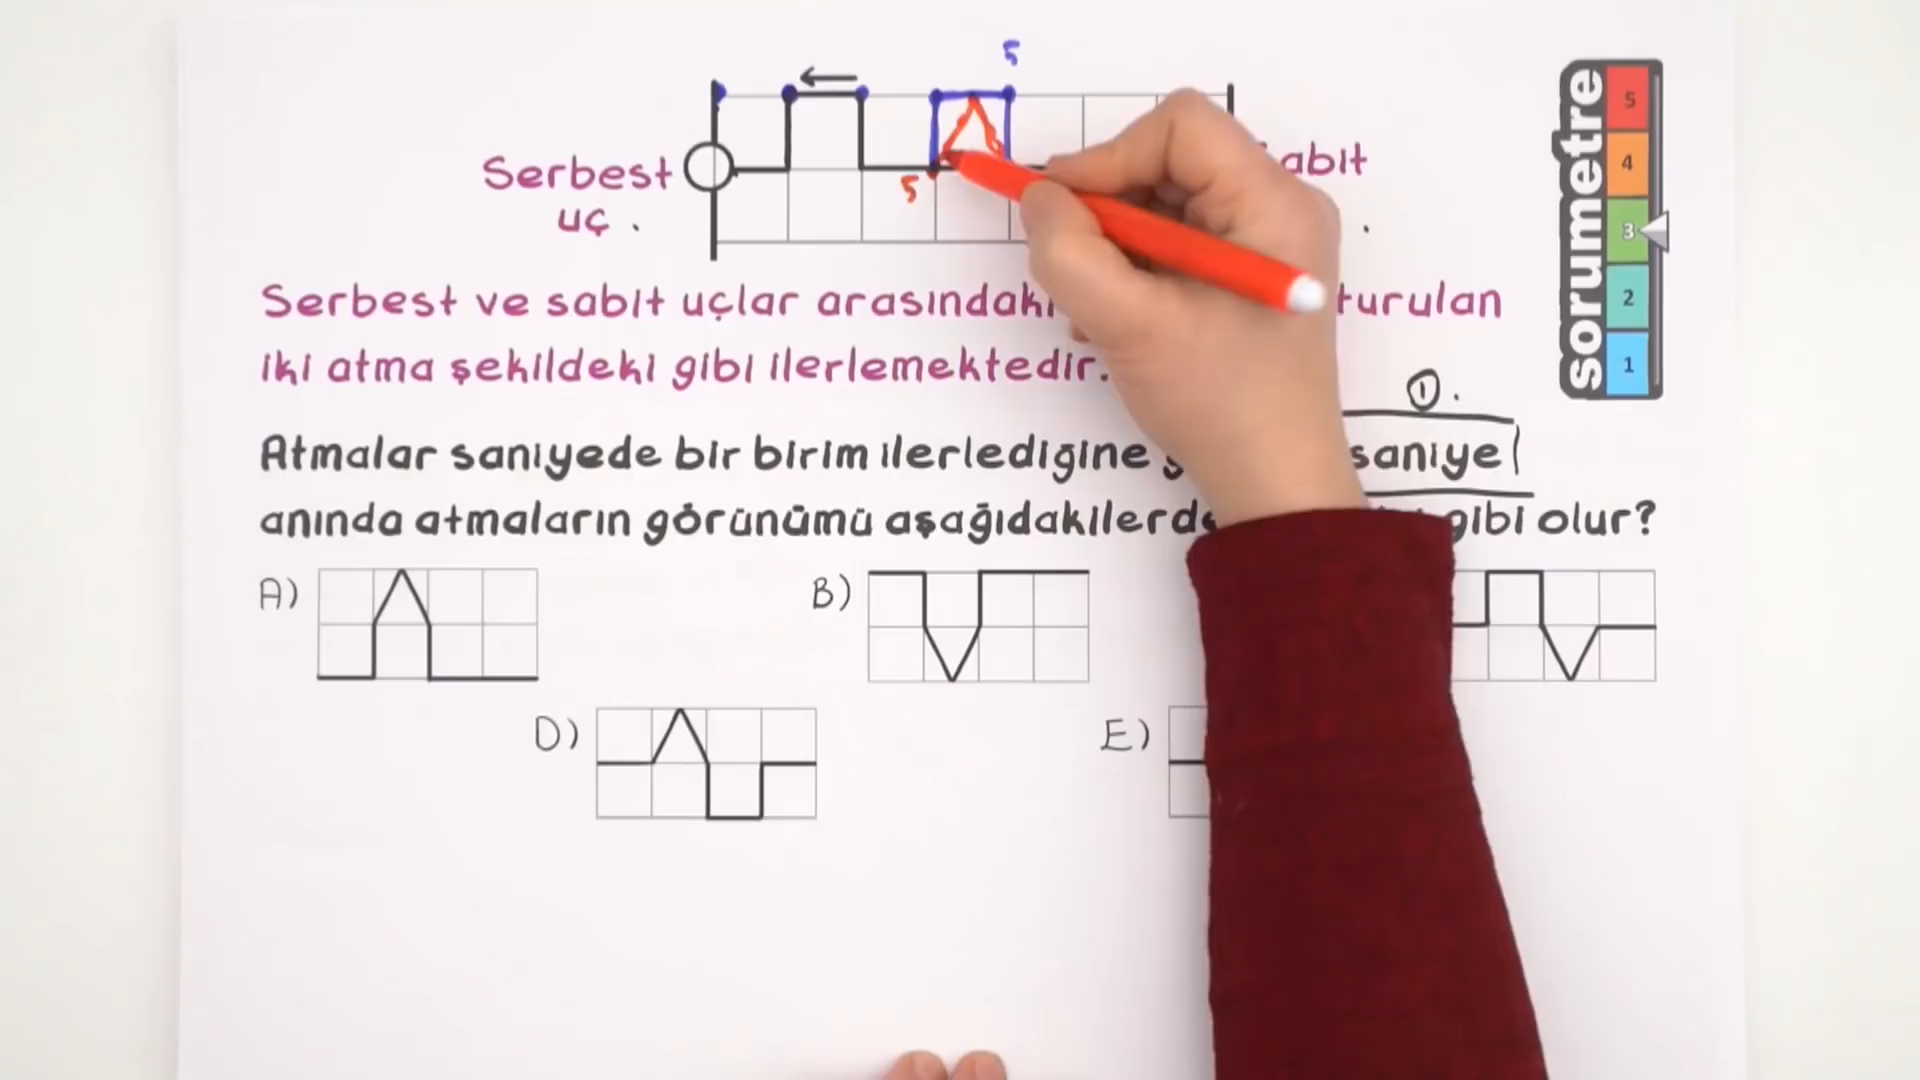 5
Serbest
uç .
5
abit
.
Serbest ve sabit uçlar arasındaki turulan
iki atma şekildeki gibi ilerlemektedir.
1.
Atmalar saniyede bir birim ilerlediğine saniye
anında atmaların görünümü aşağıdakilerde gibi olur?
A)
B)
D)
E)
sorumetre
5
4
3
2
1